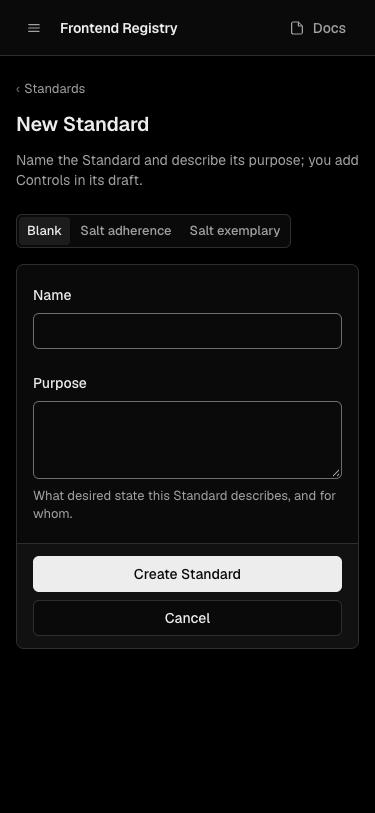 Frontend Registry
Docs
‹ Standards
New Standard
Name the Standard and describe its purpose; you add
Controls in its draft.
Blank
Salt adherence
Salt exemplary
Name
Purpose
What desired state this Standard describes, and for
whom.
Create Standard
Cancel